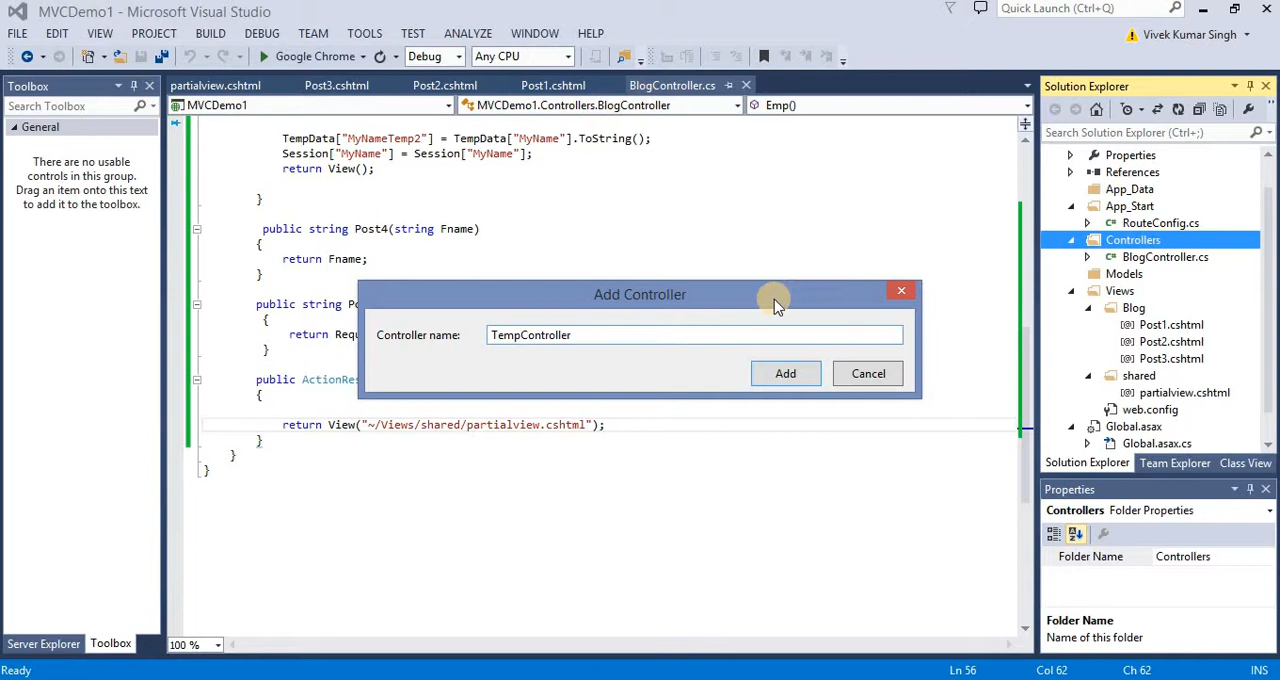 MVCDemo1 - Microsoft Visual Studio
Quick Launch (Ctrl+Q)
FILE EDIT VIEW PROJECT BUILD DEBUG TEAM TOOLS TEST ANALYZE WINDOW HELP
Vivek Kumar Singh
Google Chrome Debug Any CPU
Toolbox
Search Toolbox
General
There are no usable
controls in this group.
Drag an item onto this text
to add it to the toolbox.
Server Explorer Toolbox
partialview.cshtml Post3.cshtml Post2.cshtml Post1.cshtml BlogController.cs
MVCDemo1 MVCDemo1.Controllers.BlogController Emp()
TempData["MyNameTemp2"] = TempData["MyName"].ToString();
Session["MyName"] = Session["MyName"];
return View();
}
public string Post4(string Fname)
{
return Fname;
}
public string Po
{
return Requ
}
public ActionRes
{
return View("~/Views/shared/partialview.cshtml");
}
}
}
100 %
Add Controller
Controller name: TempController
Add Cancel
Solution Explorer
Search Solution Explorer (Ctrl+;)
Properties
References
App_Data
App_Start
RouteConfig.cs
Controllers
BlogController.cs
Models
Views
Blog
Post1.cshtml
Post2.cshtml
Post3.cshtml
shared
partialview.cshtml
web.config
Global.asax
Global.asax.cs
Solution Explorer Team Explorer Class View
Properties
Controllers Folder Properties
Folder Name Controllers
Folder Name
Name of this folder
Ready Ln 56 Col 62 Ch 62 INS